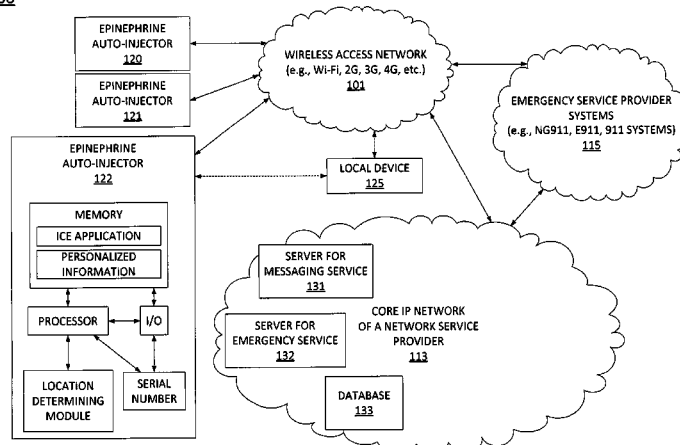 EPINEPHRINE
AUTO-INJECTOR
120
EPINEPHRINE
AUTO-INJECTOR
121
WIRELESS ACCESS NETWORK
(e.g., Wi-Fi, 2G, 3G, 4G, etc.)
101
EMERGENCY SERVICE PROVIDER
SYSTEMS
(e.g., NG911, E911, 911 SYSTEMS)
115
EPINEPHRINE
AUTO-INJECTOR
122
LOCAL DEVICE
125
MEMORY
ICE APPLICATION
PERSONALIZED
INFORMATION
PROCESSOR
I/O
LOCATION
DETERMINING
MODULE
SERIAL
NUMBER
SERVER FOR
MESSAGING SERVICE
131
CORE IP NETWORK
OF A NETWORK SERVICE
PROVIDER
113
SERVER FOR
EMERGENCY SERVICE
132
DATABASE
133